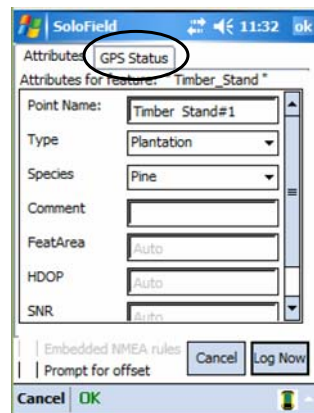 SoloField 11:32 ok
Attributes GPS Status
Attributes for feature: Timber_Stand *
Point Name: Timber Stand#1
Type Plantation
Species Pine
Comment
FeatArea Auto
HDOP Auto
SNR Auto
Embedded NMEA rules
Prompt for offset
Cancel Log Now
Cancel OK